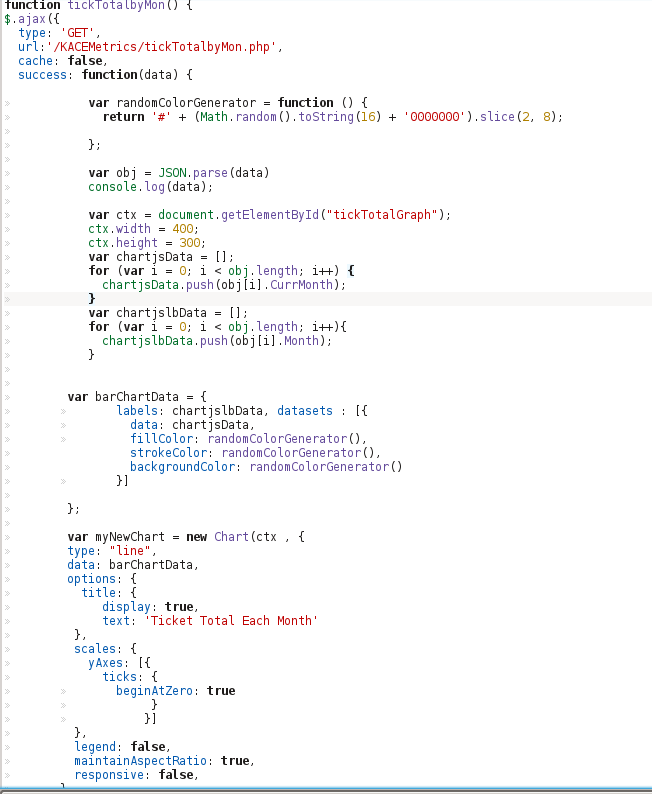 function tickTotalbyMon() {
$.ajax({
  type: 'GET',
  url:'/KACEMetrics/tickTotalbyMon.php',
  cache: false,
  success: function(data) {

            var randomColorGenerator = function () {
              return '#' + (Math.random().toString(16) + '0000000').slice(2, 8);

            };

            var obj = JSON.parse(data)
            console.log(data);

            var ctx = document.getElementById("tickTotalGraph");
            ctx.width = 400;
            ctx.height = 300;
            var chartjsData = [];
            for (var i = 0; i < obj.length; i++) {
              chartjsData.push(obj[i].CurrMonth);
            }
            var chartjslbData = [];
            for (var i = 0; i < obj.length; i++){
              chartjslbData.push(obj[i].Month);
            }


         var barChartData = {
                labels: chartjslbData, datasets : [{
                  data: chartjsData,
                  fillColor: randomColorGenerator(),
                  strokeColor: randomColorGenerator(),
                  backgroundColor: randomColorGenerator()
                }]

         };

         var myNewChart = new Chart(ctx , {
         type: "line",
         data: barChartData,
         options: {
           title: {
              display: true,
              text: 'Ticket Total Each Month'
          },
          scales: {
            yAxes: [{
              ticks: {
                beginAtZero: true
                     }
                    }]
          },
          legend: false,
          maintainAspectRatio: true,
          responsive: false,
        }